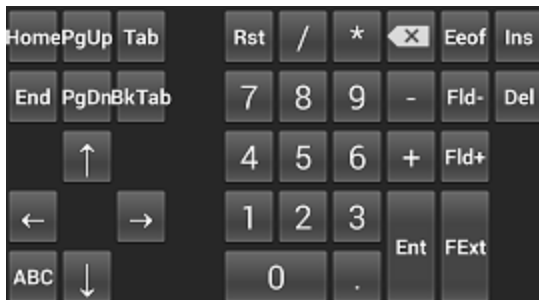 Home PgUp Tab Rst / * Eeof Ins
End PgDn BkTab 7 8 9 - Fld- Del
↑ 4 5 6 + Fld+
← → 1 2 3 Ent FExt
ABC ↓ 0 .